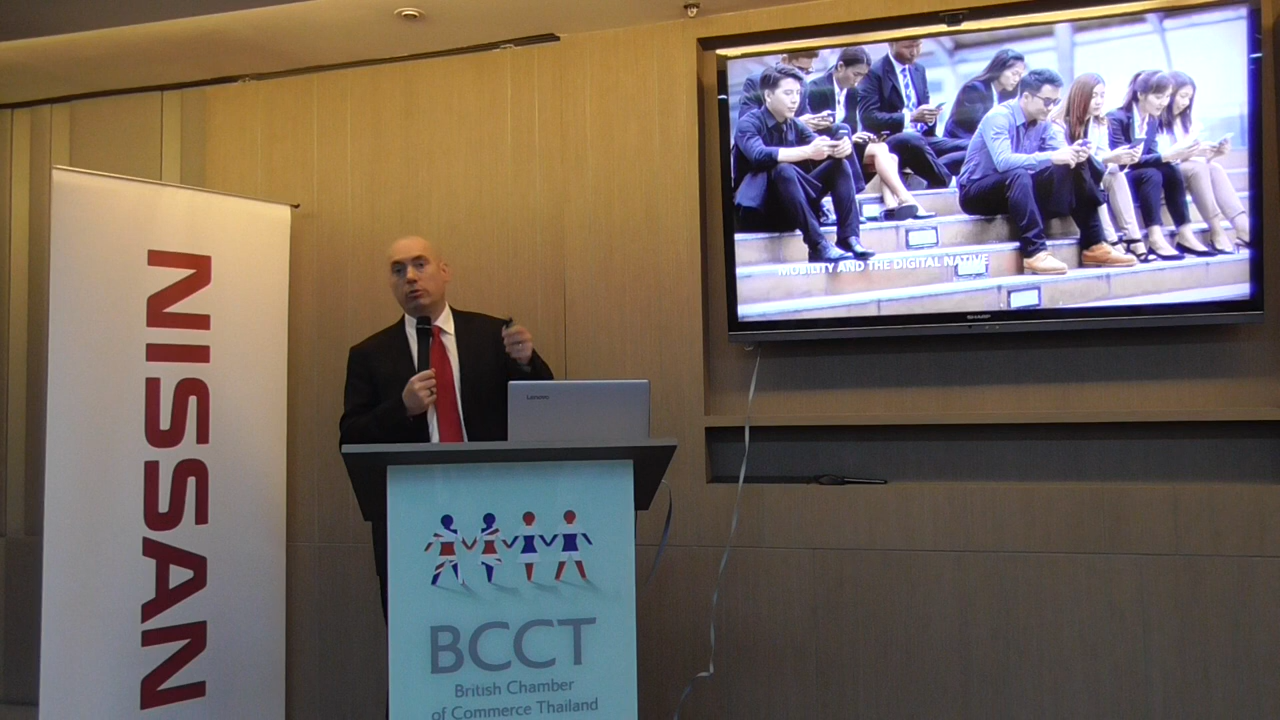 NISSAN
MOBILITY AND THE DIGITAL NATIVE
SHARP
Lenovo
BCCT
British Chamber
of Commerce Thailand